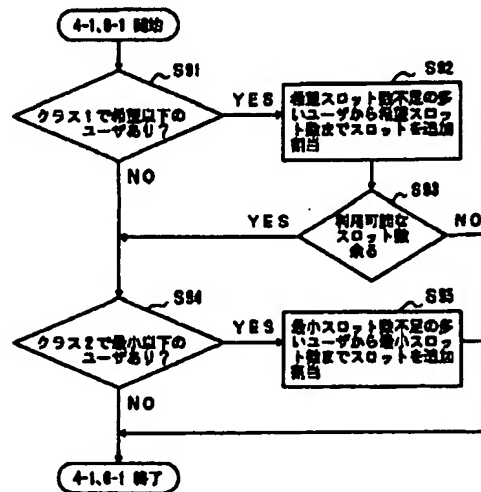 4-1、6-1 開始
S91
クラス1で希望以下の
ユーザあり？
YES
S92
希望スロット数不足の多
いユーザから希望スロッ
ト数までスロットを追加
割当
NO
S93
利用可能な
スロット数
余る
YES
NO
S94
クラス2で最小以下の
ユーザあり？
YES
S95
最小スロット数不足の多
いユーザから最小スロッ
ト数までスロットを追加
割当
NO
4-1、6-1 終了